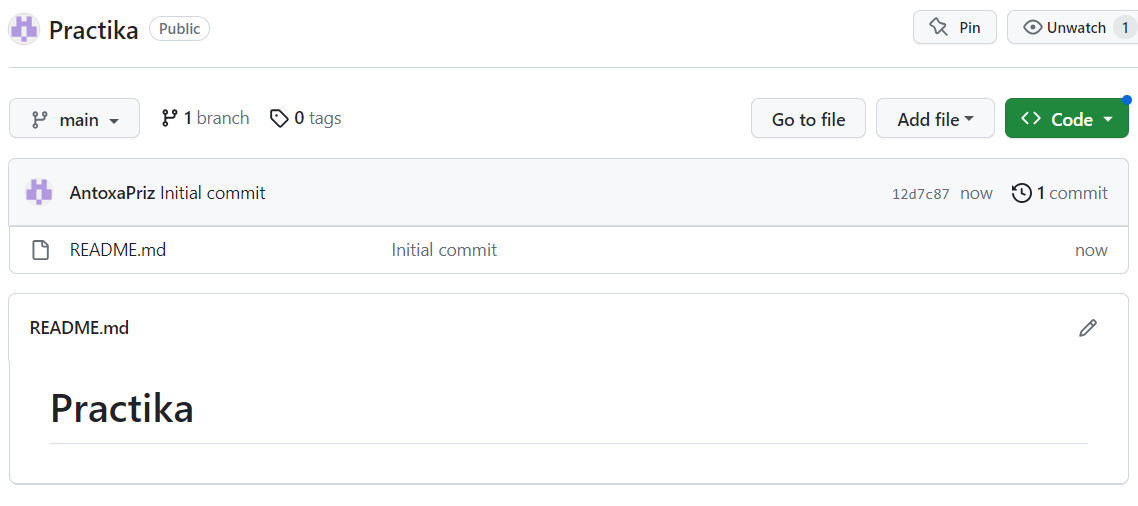 Practika Public Pin Unwatch 1
main 1 branch 0 tags Go to file Add file Code
AntoxaPriz Initial commit 12d7c87 now 1 commit
README.md Initial commit now
README.md
Practika